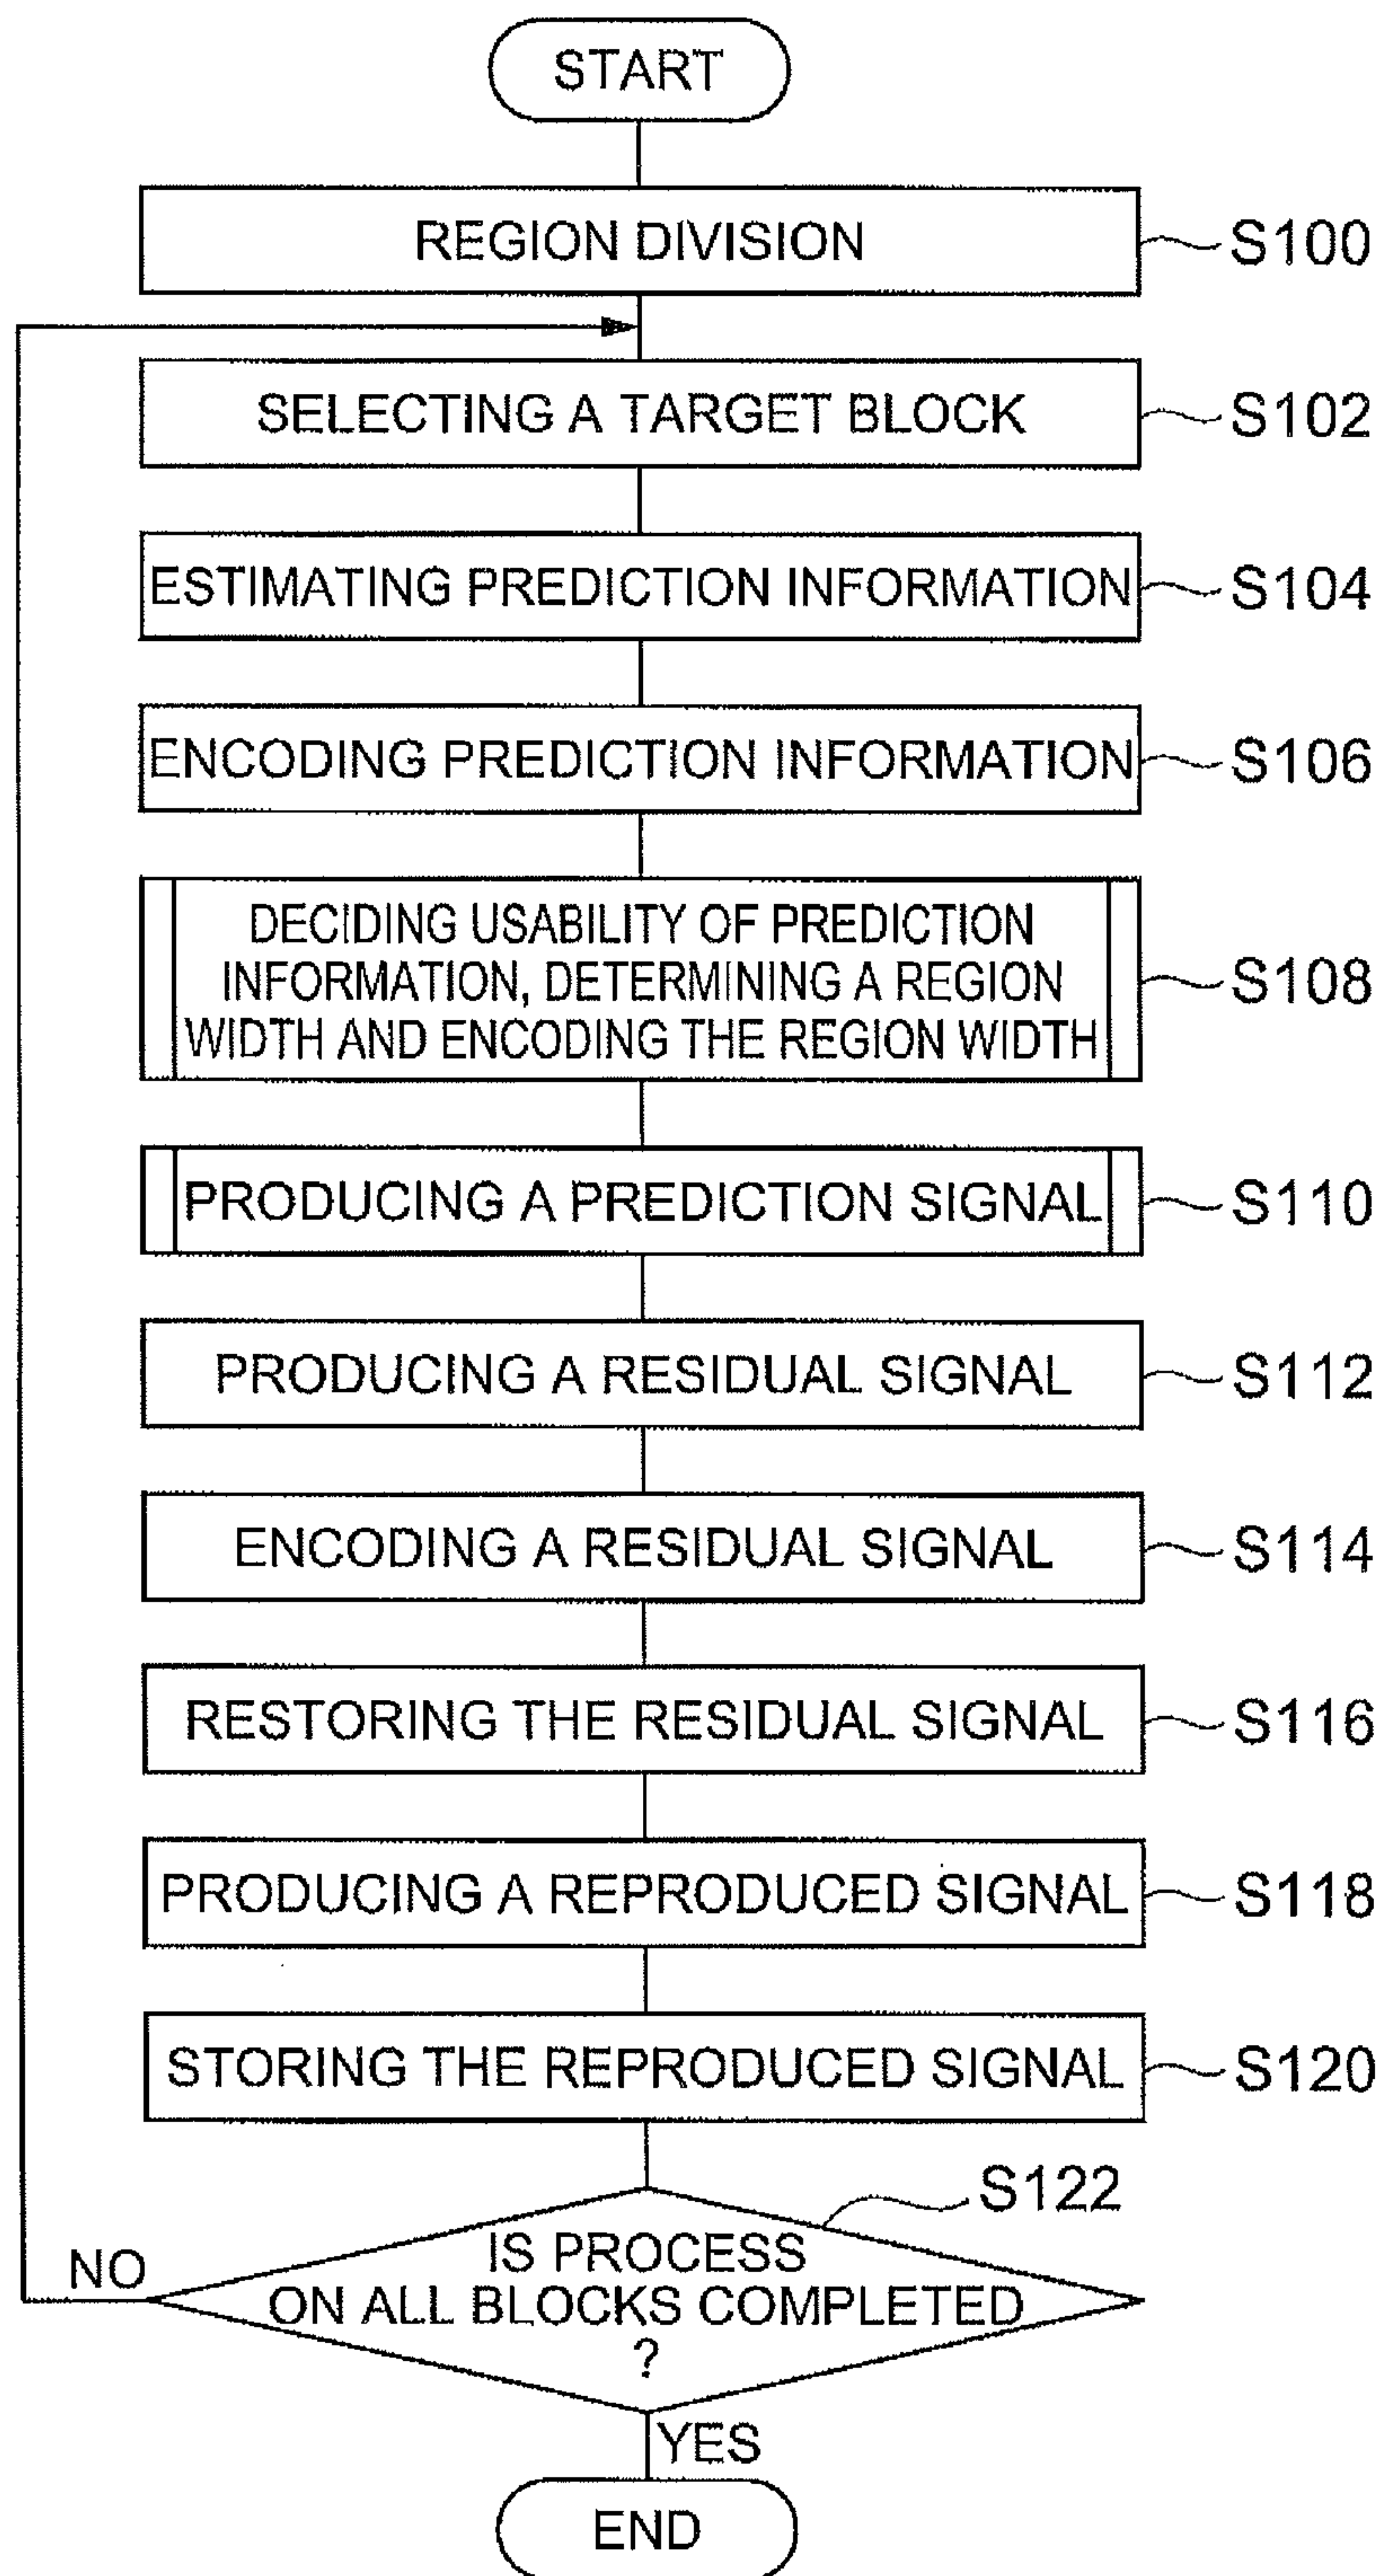 START
REGION DIVISION
S100
SELECTING A TARGET BLOCK
S102
ESTIMATING PREDICTION INFORMATION
S104
ENCODING PREDICTION INFORMATION
S106
DECIDING USABILITY OF PREDICTION
INFORMATION, DETERMINING A REGION
WIDTH AND ENCODING THE REGION WIDTH
S108
PRODUCING A PREDICTION SIGNAL
S110
PRODUCING A RESIDUAL SIGNAL
S112
ENCODING A RESIDUAL SIGNAL
S114
RESTORING THE RESIDUAL SIGNAL
S116
PRODUCING A REPRODUCED SIGNAL
S118
STORING THE REPRODUCED SIGNAL
S120
S122
IS PROCESS
ON ALL BLOCKS COMPLETED
?
NO
YES
END